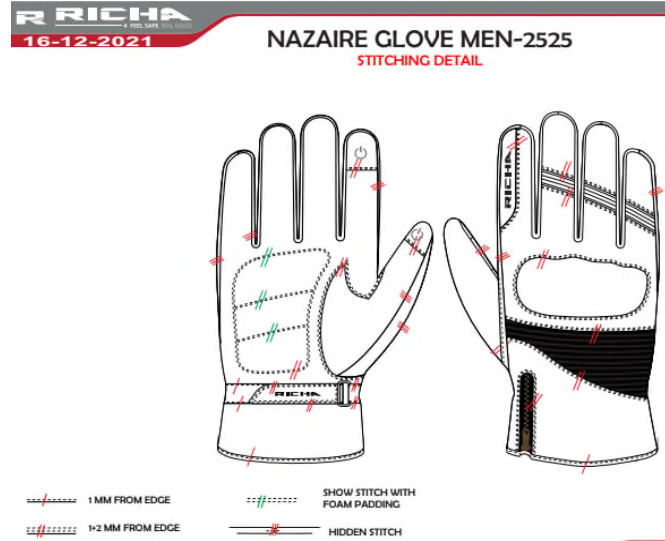 R RICHA
# FEEL SAFE FEEL GOOD
16-12-2021
NAZAIRE GLOVE MEN-2525
STITCHING DETAIL
RICHA
RICHA
1 MM FROM EDGE
SHOW STITCH WITH
FOAM PADDING
1+2 MM FROM EDGE
HIDDEN STITCH